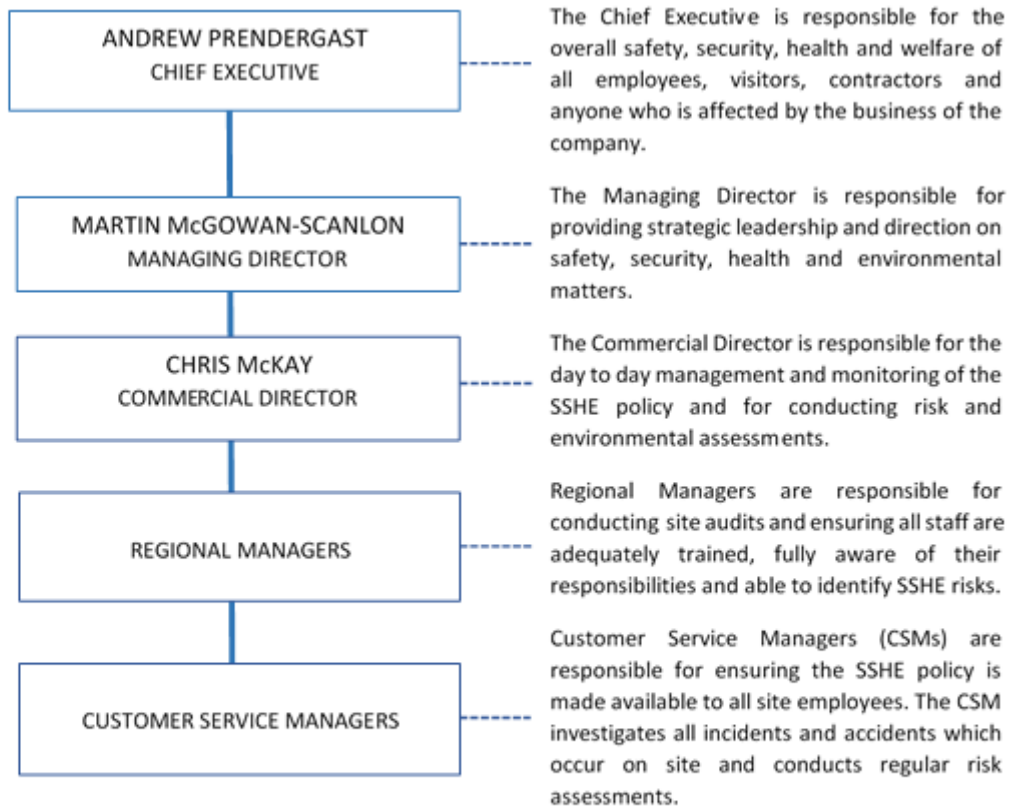 ANDREW PRENDERGAST
CHIEF EXECUTIVE
The Chief Executive is responsible for the
overall safety, security, health and welfare of
all employees, visitors, contractors and
anyone who is affected by the business of the
company.
MARTIN McGOWAN-SCANLON
MANAGING DIRECTOR
The Managing Director is responsible for
providing strategic leadership and direction on
safety, security, health and environmental
matters.
CHRIS McKAY
COMMERCIAL DIRECTOR
The Commercial Director is responsible for the
day to day management and monitoring of the
SSHE policy and for conducting risk and
environmental assessments.
REGIONAL MANAGERS
Regional Managers are responsible for
conducting site audits and ensuring all staff are
adequately trained, fully aware of their
responsibilities and able to identify SSHE risks.
CUSTOMER SERVICE MANAGERS
Customer Service Managers (CSMs) are
responsible for ensuring the SSHE policy is
made available to all site employees. The CSM
investigates all incidents and accidents which
occur on site and conducts regular risk
assessments.